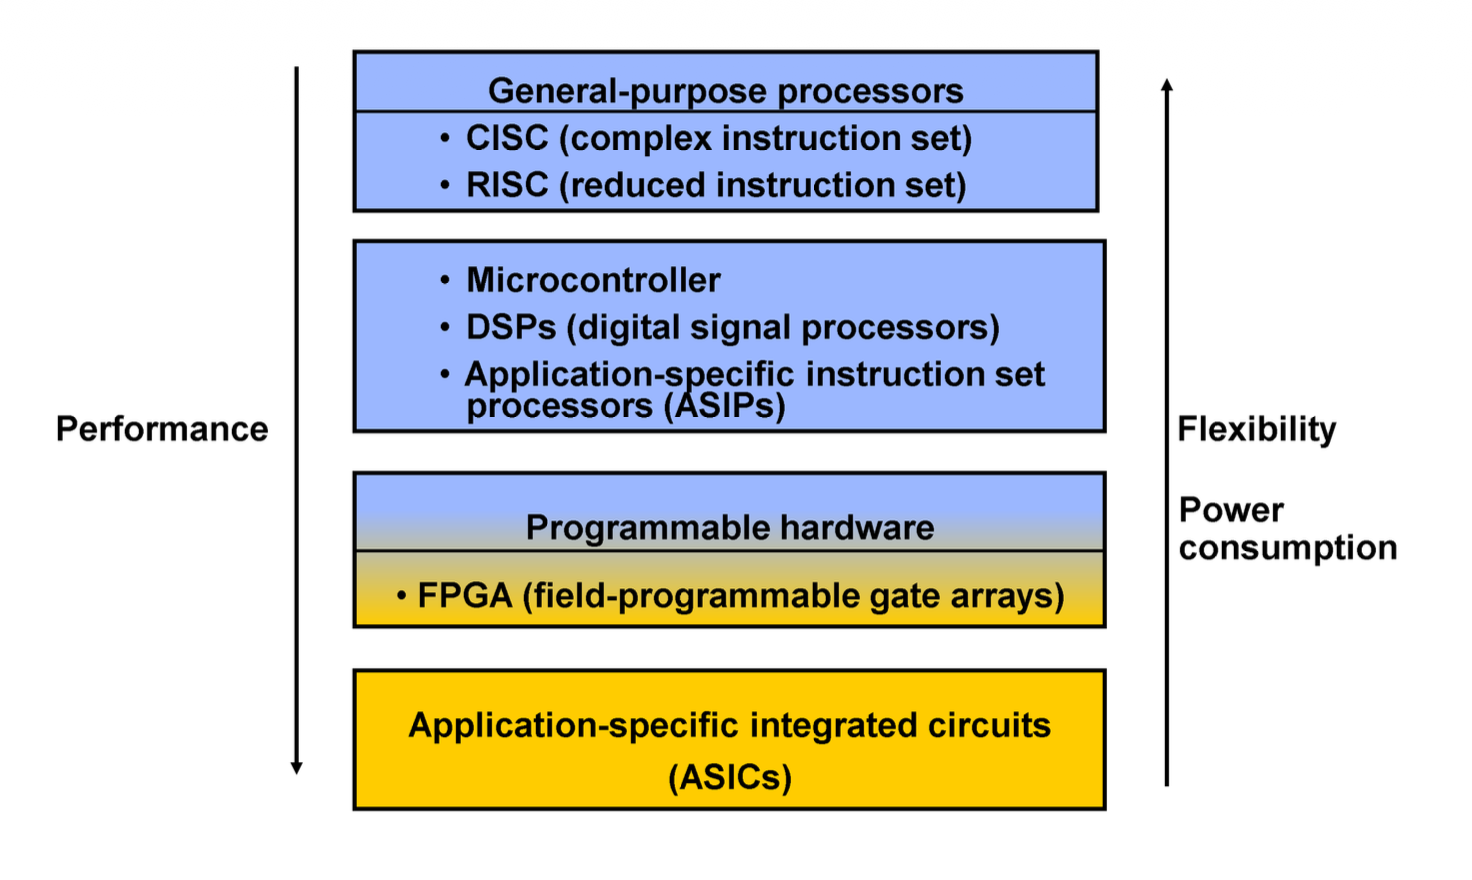 General-purpose processors
• CISC (complex instruction set)
• RISC (reduced instruction set)
• Microcontroller
• DSPs (digital signal processors)
• Application-specific instruction set
processors (ASIPs)
Performance
Flexibility
Power
consumption
Programmable hardware
• FPGA (field-programmable gate arrays)
Application-specific integrated circuits
(ASICs)